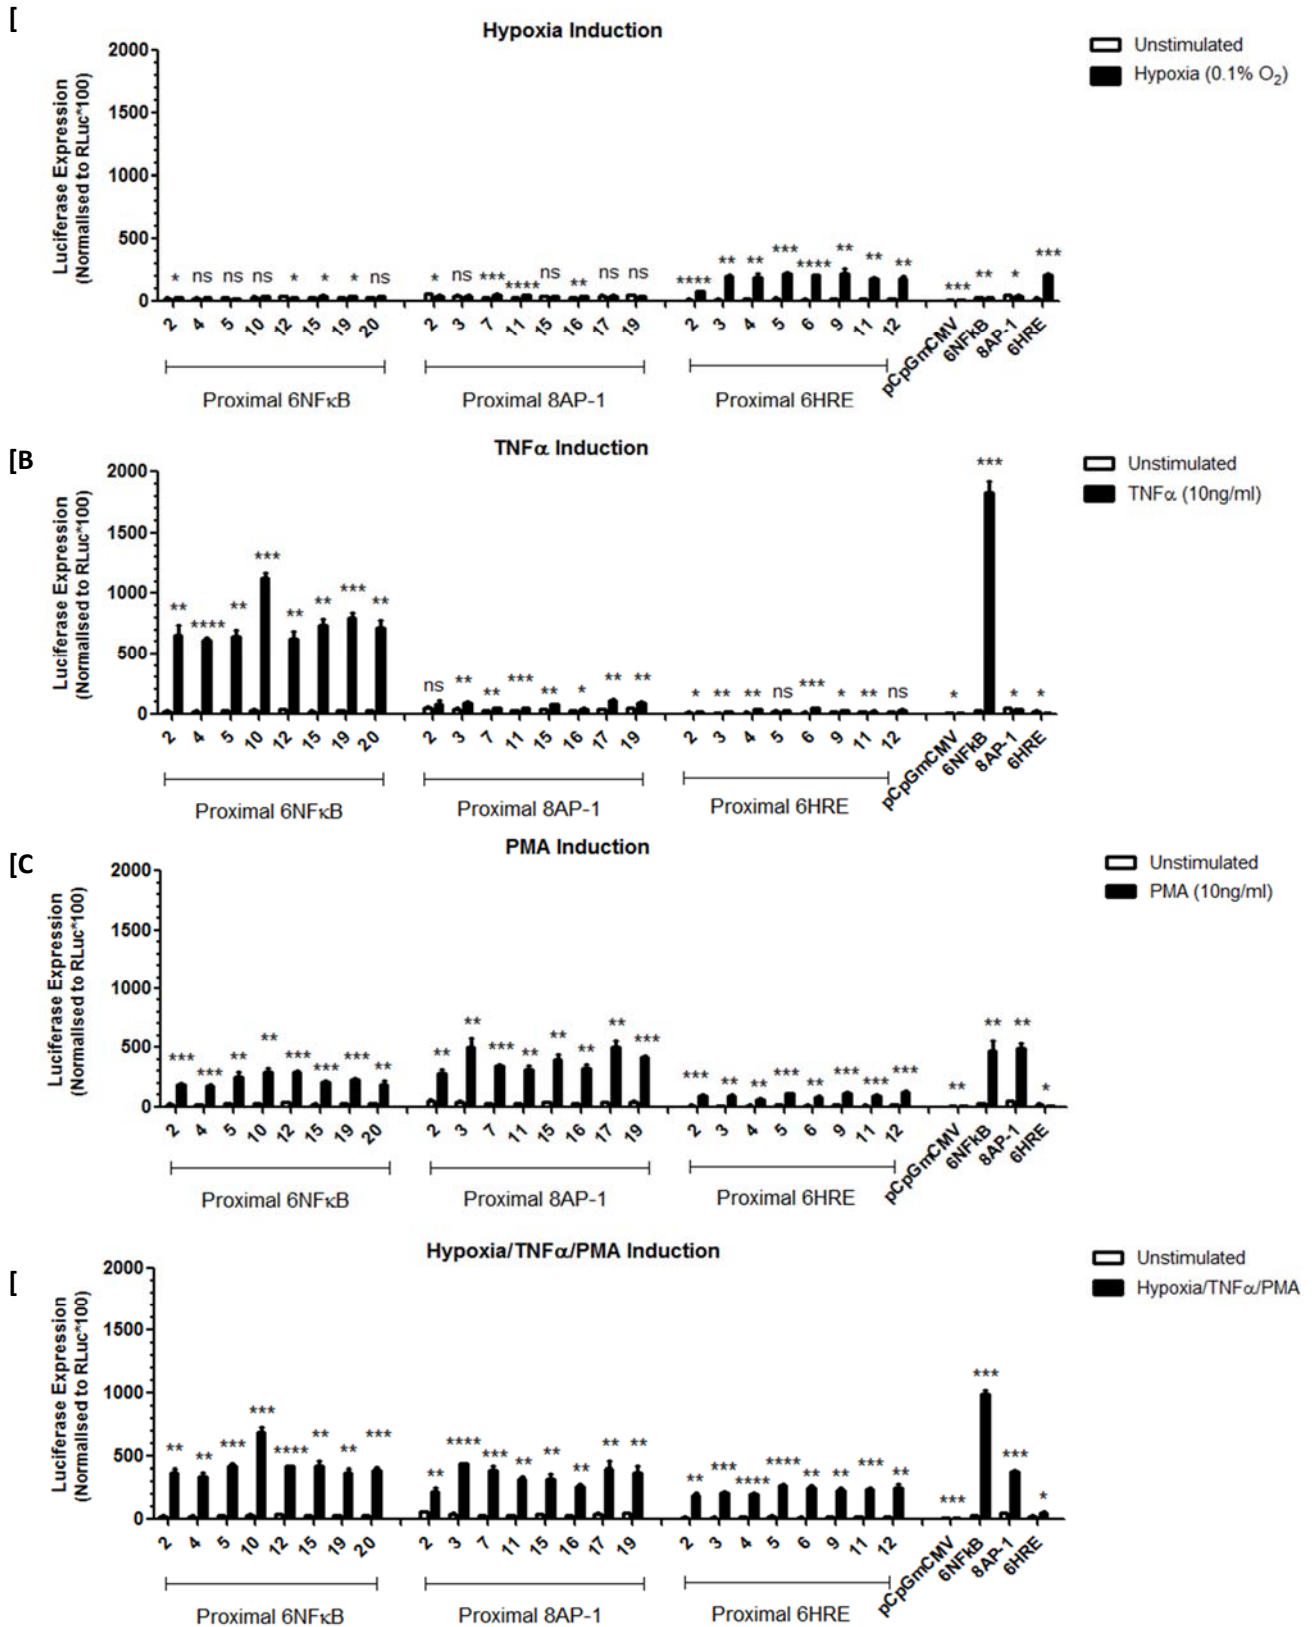 [
Hypoxia Induction
Unstimulated
Hypoxia (0.1% O₂)
Luciferase Expression
(Normalised to RLuc*100)
2000
1500
1000
500
0
* ns ns ns * * * ns
* ns *** **** ns ** ns ns
**** ** ** *** **** ** ** **
*** ** * ***
2 4 5 10 12 15 19 20
2 3 7 11 15 16 17 19
2 3 4 5 6 9 11 12
pCpGmCMV 6NFkB 8AP-1 6HRE
Proximal 6NFκB
Proximal 8AP-1
Proximal 6HRE
[B
TNFα Induction
Unstimulated
TNFα (10ng/ml)
Luciferase Expression
(Normalised to RLuc*100)
2000
1500
1000
500
0
** **** ** *** ** ** *** **
ns ** ** *** ** * ** **
* ** ** ns *** * ** ns
* *** * *
2 4 5 10 12 15 19 20
2 3 7 11 15 16 17 19
2 3 4 5 6 9 11 12
pCpGmCMV 6NFkB 8AP-1 6HRE
Proximal 6NFκB
Proximal 8AP-1
Proximal 6HRE
[C
PMA Induction
Unstimulated
PMA (10ng/ml)
Luciferase Expression
(Normalised to RLuc*100)
2000
1500
1000
500
0
*** *** ** ** *** *** *** **
** ** *** ** ** ** ** ***
*** ** ** *** ** *** *** ***
** ** ** *
2 4 5 10 12 15 19 20
2 3 7 11 15 16 17 19
2 3 4 5 6 9 11 12
pCpGmCMV 6NFkB 8AP-1 6HRE
Proximal 6NFκB
Proximal 8AP-1
Proximal 6HRE
[
Hypoxia/TNFα/PMA Induction
Unstimulated
Hypoxia/TNFα/PMA
Luciferase Expression
(Normalised to RLuc*100)
2000
1500
1000
500
0
** ** *** *** **** ** ** ***
** **** *** ** ** ** ** **
** *** **** **** ** ** *** **
*** *** *** *
2 4 5 10 12 15 19 20
2 3 7 11 15 16 17 19
2 3 4 5 6 9 11 12
pCpGmCMV 6NFkB 8AP-1 6HRE
Proximal 6NFκB
Proximal 8AP-1
Proximal 6HRE